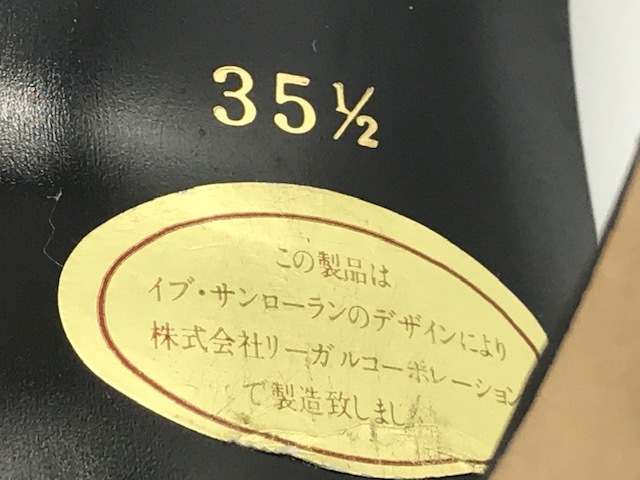 35½
この製品は
イブ・サンローランのデザインにより
株式会社リーガルコーポレーション
で製造致しまし